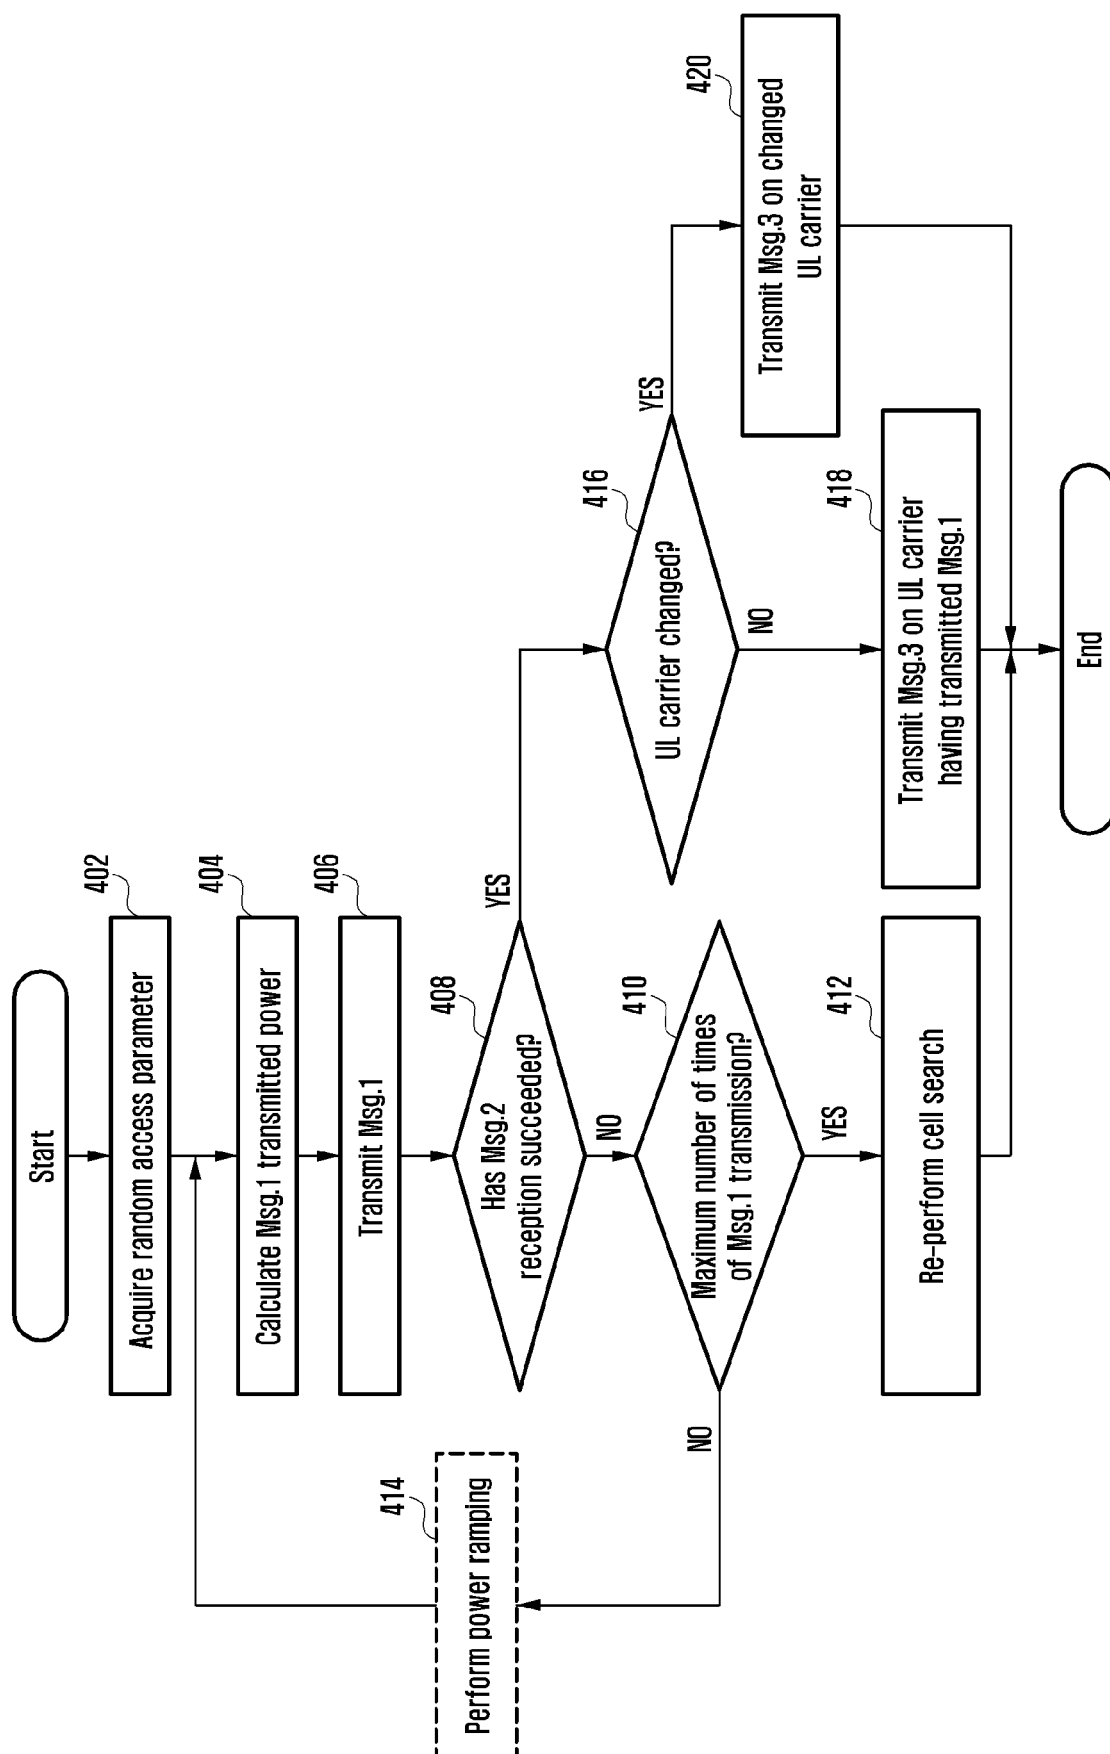 Start
402
Acquire random access parameter
404
Calculate Msg.1 transmitted power
406
Transmit Msg.1
408
Has Msg.2
reception succeeded?
YES
NO
410
Maximum number of times
of Msg.1 transmission?
NO
YES
414
Perform power ramping
412
Re-perform cell search
416
UL carrier changed?
YES
NO
420
Transmit Msg.3 on changed
UL carrier
418
Transmit Msg.3 on UL carrier
having transmitted Msg.1
End